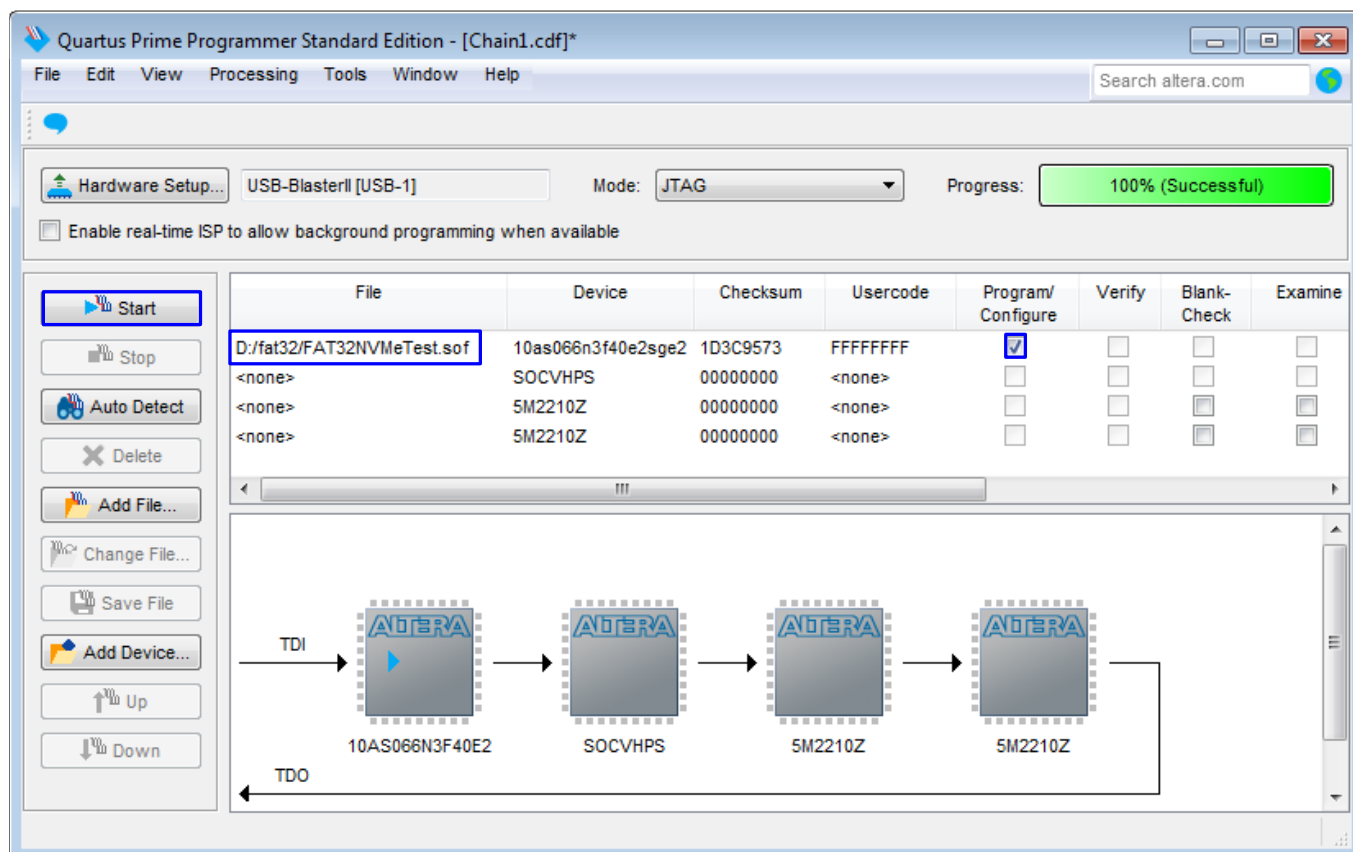 Quartus Prime Programmer Standard Edition - [Chain1.cdf]*
File Edit View Processing Tools Window Help
Search altera.com
Hardware Setup... USB-BlasterII [USB-1] Mode: JTAG Progress: 100% (Successful)
Enable real-time ISP to allow background programming when available
Start
Stop
Auto Detect
Delete
Add File...
Change File...
Save File
Add Device...
Up
Down
File Device Checksum Usercode Program/ Verify Blank- Examine
Configure Check
D:/fat32/FAT32NVMeTest.sof 10as066n3f40e2sge2 1D3C9573 FFFFFFFF
<none> SOCVHPS 00000000 <none>
<none> 5M2210Z 00000000 <none>
<none> 5M2210Z 00000000 <none>
ALTERA ALTERA ALTERA ALTERA
TDI
10AS066N3F40E2 SOCVHPS 5M2210Z 5M2210Z
TDO